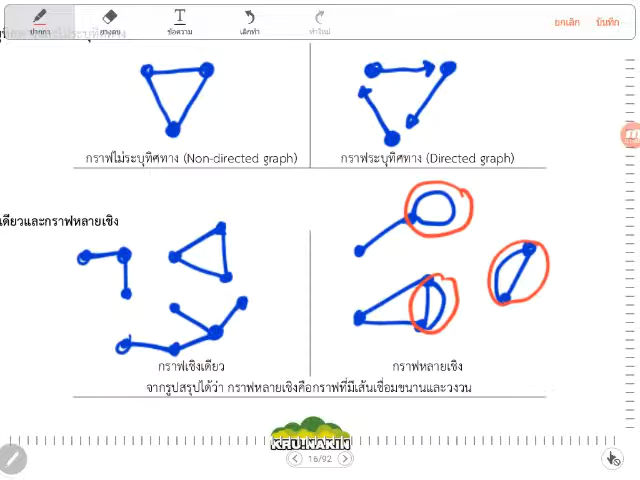 ปากกา ยางลบ ข้อความ เลิกทำ ทำใหม่ ยกเลิก บันทึก
กราฟไม่ระบุทิศทาง (Non-directed graph) กราฟระบุทิศทาง (Directed graph)
เดียวและกราฟหลายเชิง
กราฟเชิงเดียว กราฟหลายเชิง
จากรูปสรุปได้ว่า กราฟหลายเชิงคือกราฟที่มีเส้นเชื่อมขนานและวงวน
KRU.NAKIN
16/92